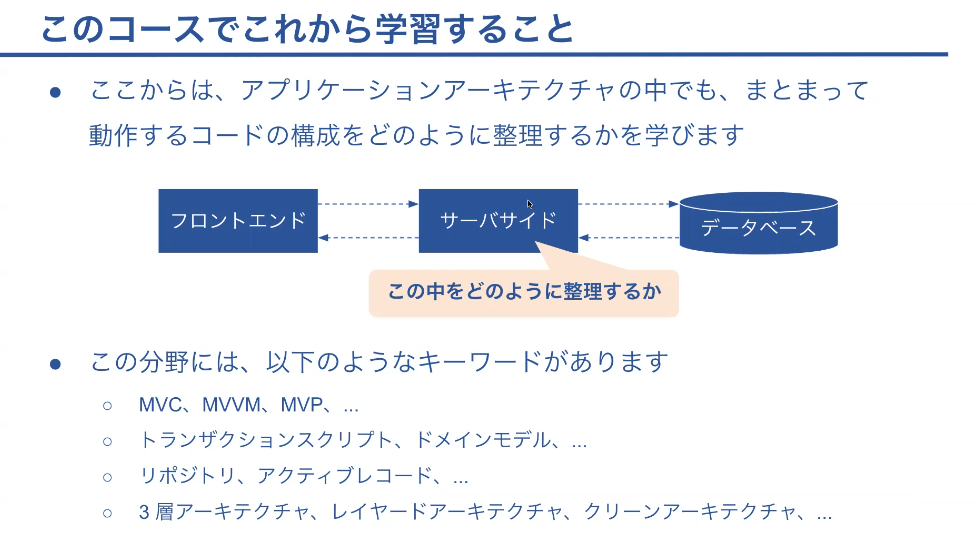 このコースでこれから学習すること
● ここからは、アプリケーションアーキテクチャの中でも、まとまって
動作するコードの構成をどのように整理するかを学びます
フロントエンド
サーバサイド
データベース
この中をどのように整理するか
● この分野には、以下のようなキーワードがあります
○ MVC、MVVM、MVP、...
○ トランザクションスクリプト、ドメインモデル、...
○ リポジトリ、アクティブレコード、...
○ 3 層アーキテクチャ、レイヤードアーキテクチャ、クリーンアーキテクチャ、...